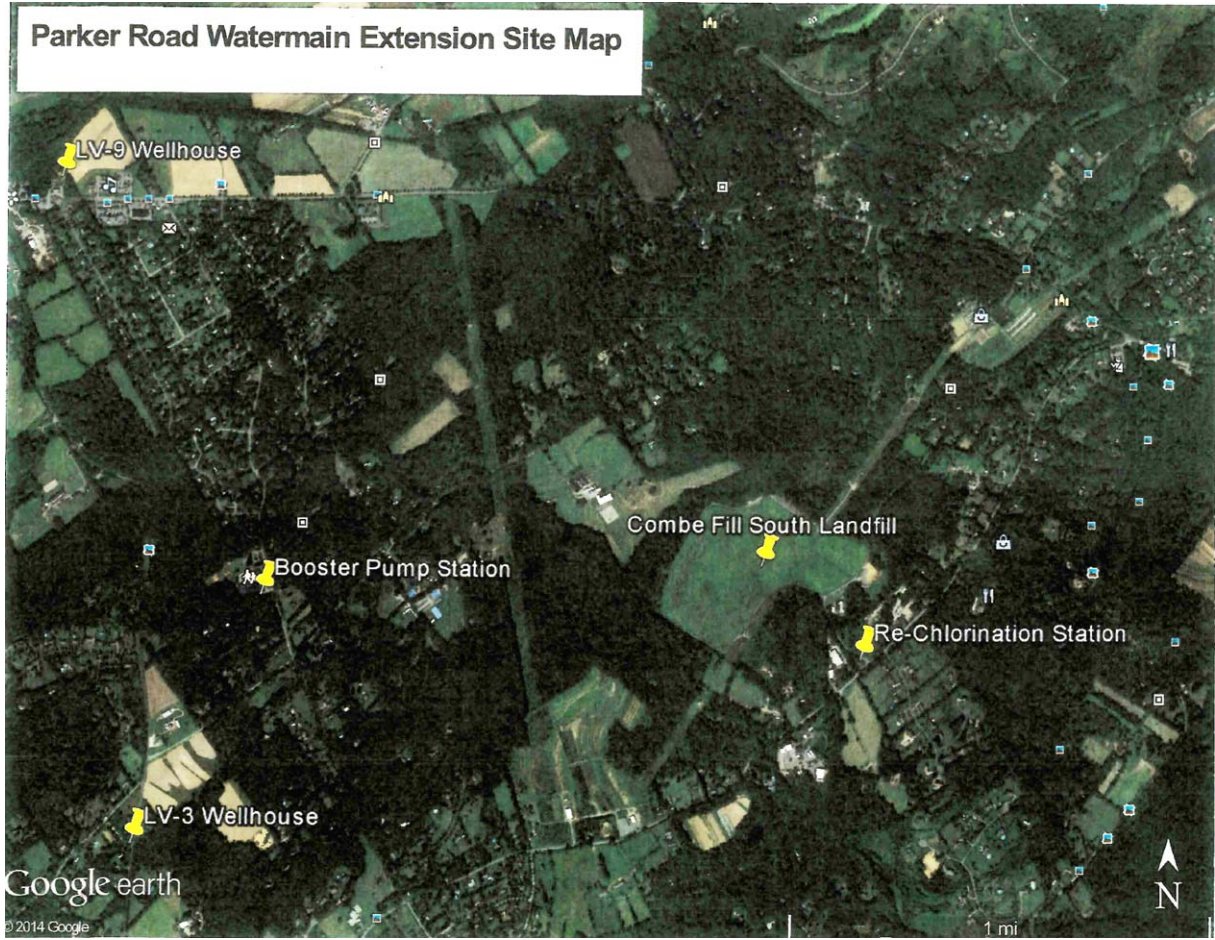 Parker Road Watermain Extension Site Map
LV-9 Wellhouse
Combe Fill South Landfill
Booster Pump Station
Re-Chlorination Station
LV-3 Wellhouse
Google earth
N
© 2014 Google
1 mi